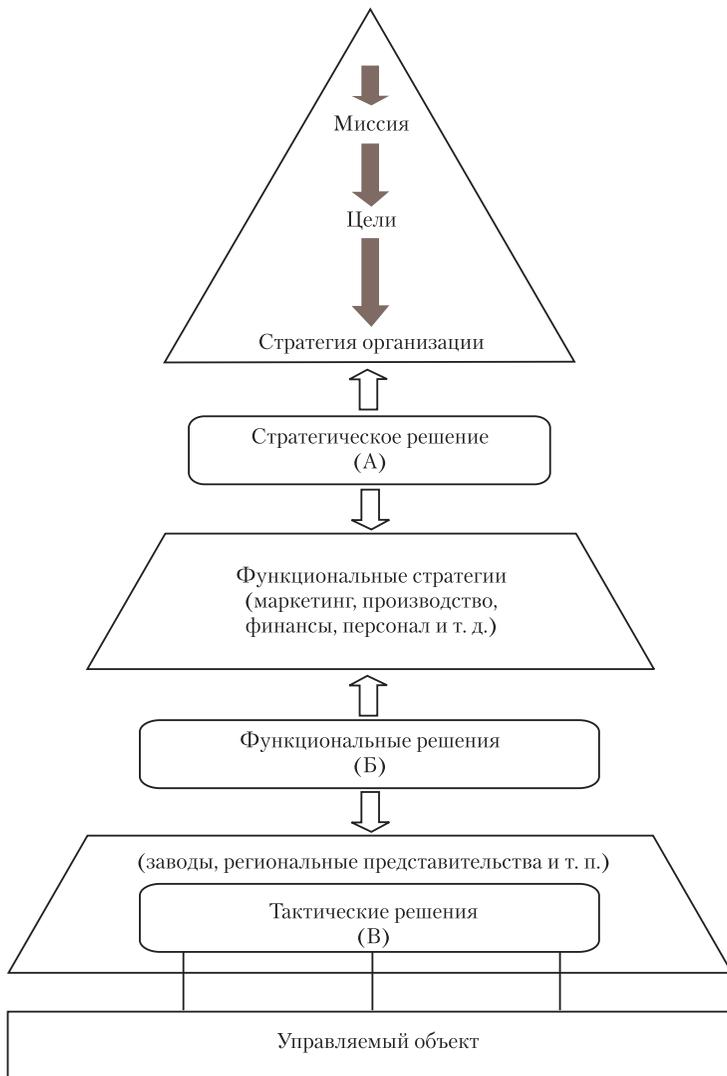 Миссия
Цели
Стратегия организации
Стратегическое решение
(А)
Функциональные стратегии
(маркетинг, производство,
финансы, персонал и т. д.)
Функциональные решения
(Б)
(заводы, региональные представительства и т. п.)
Тактические решения
(В)
Управляемый объект